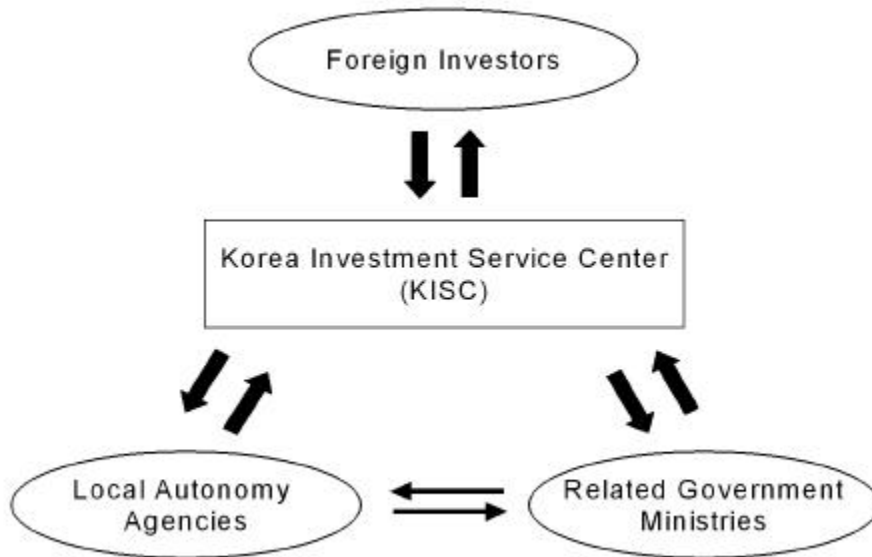 Foreign Investors
Korea Investment Service Center
(KISC)
Local Autonomy
Agencies
Related Government
Ministries